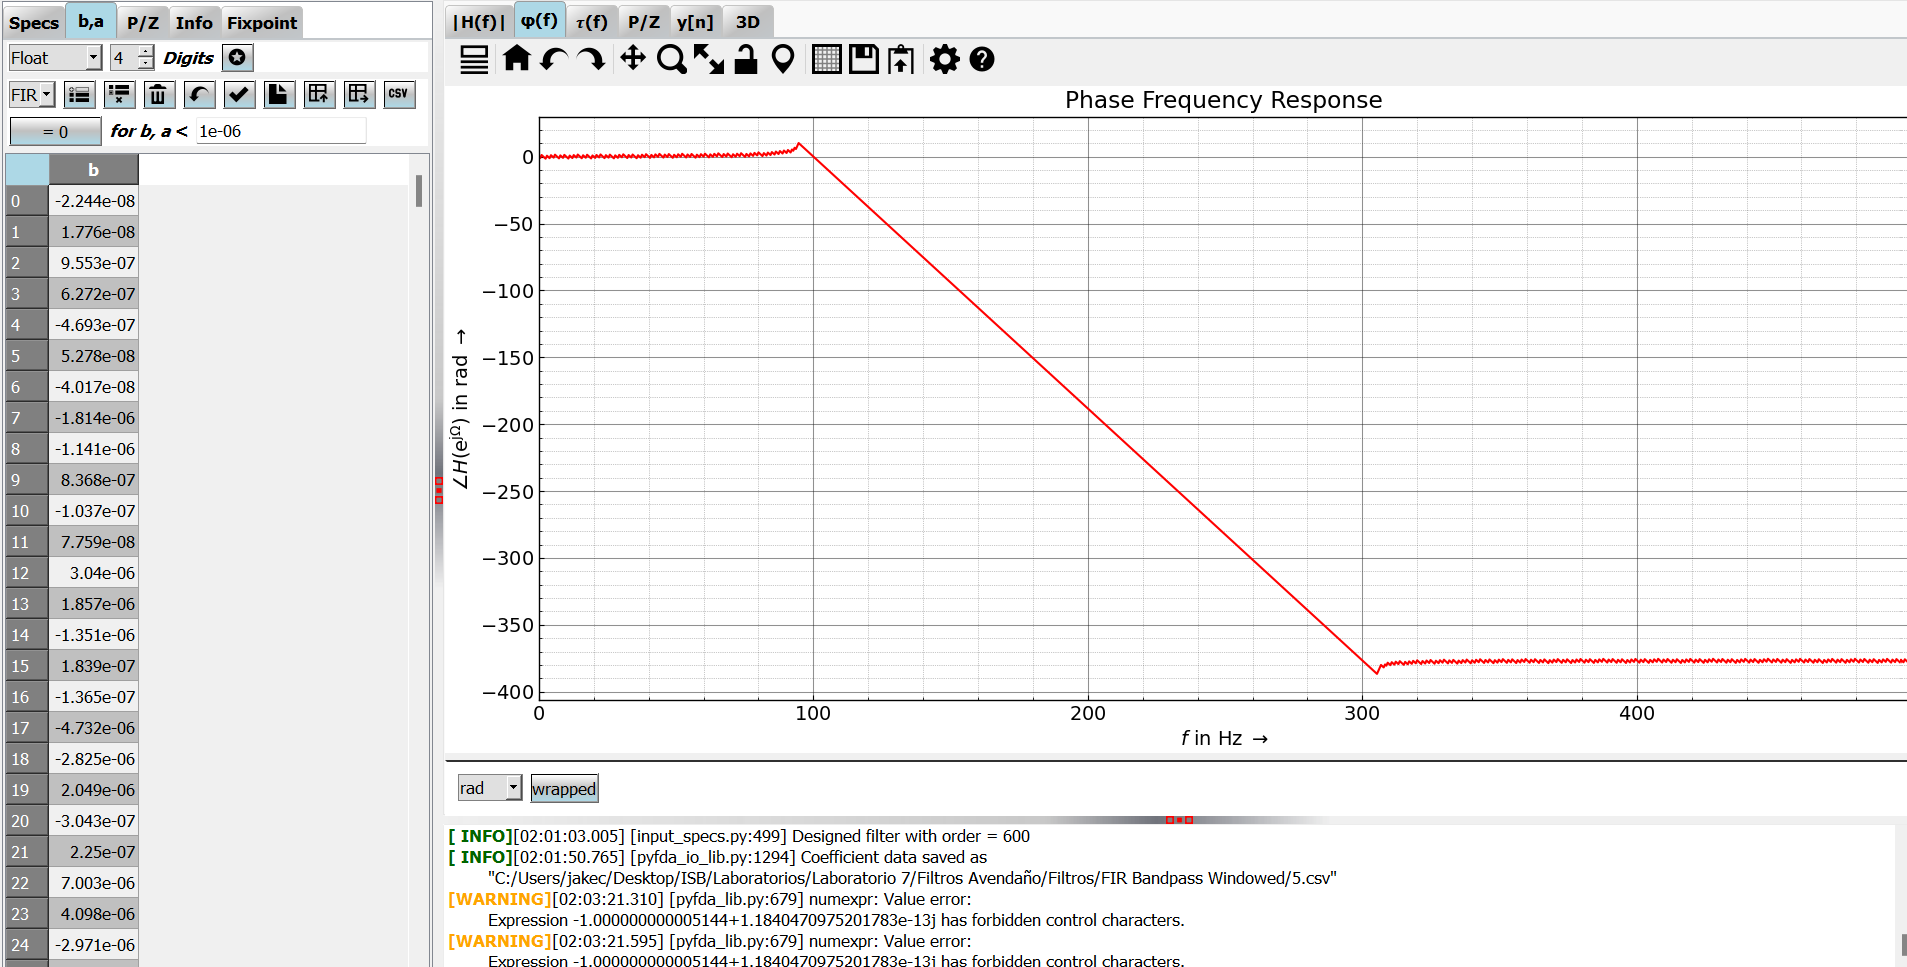 Specs b,a P/Z Info Fixpoint
Float 4 Digits
FIR CSV
= 0 for b, a < 1e-06
b
0 -2.244e-08
1 1.776e-08
2 9.553e-07
3 6.272e-07
4 -4.693e-07
5 5.278e-08
6 -4.017e-08
7 -1.814e-06
8 -1.141e-06
9 8.368e-07
10 -1.037e-07
11 7.759e-08
12 3.04e-06
13 1.857e-06
14 -1.351e-06
15 1.839e-07
16 -1.365e-07
17 -4.732e-06
18 -2.825e-06
19 2.049e-06
20 -3.043e-07
21 2.25e-07
22 7.003e-06
23 4.098e-06
24 -2.971e-06
|H(f)| φ(f) τ(f) P/Z y[n] 3D
Phase Frequency Response
∠H(e^jΩ) in rad →
0
−50
−100
−150
−200
−250
−300
−350
−400
0 100 200 300 400
f in Hz →
rad wrapped
[ INFO][02:01:03.005] [input_specs.py:499] Designed filter with order = 600
[ INFO][02:01:50.765] [pyfda_io_lib.py:1294] Coefficient data saved as
"C:/Users/jakec/Desktop/ISB/Laboratorios/Laboratorio 7/Filtros Avendaño/Filtros/FIR Bandpass Windowed/5.csv"
[WARNING][02:03:21.310] [pyfda_lib.py:679] numexpr: Value error:
Expression -1.000000000005144+1.1840470975201783e-13j has forbidden control characters.
[WARNING][02:03:21.595] [pyfda_lib.py:679] numexpr: Value error:
Expression -1.000000000005144+1.1840470975201783e-13j has forbidden control characters.